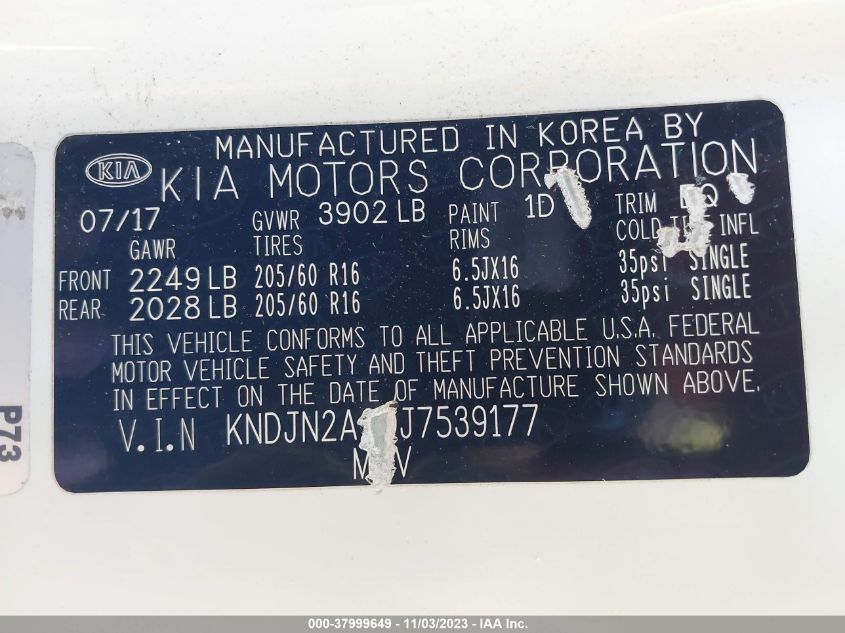 MANUFACTURED IN KOREA BY
KIA KIA MOTORS CORPORATION
07/17 GVWR 3902 LB PAINT 1D TRIM
GAWR TIRES RIMS COLD INFL
FRONT 2249 LB 205/60 R16 6.5JX16 35psi SINGLE
REAR 2028 LB 205/60 R16 6.5JX16 35psi SINGLE
THIS VEHICLE CONFORMS TO ALL APPLICABLE U.S.A. FEDERAL
MOTOR VEHICLE SAFETY AND THEFT PREVENTION STANDARDS
IN EFFECT ON THE DATE OF MANUFACTURE SHOWN ABOVE.
V.I.N KNDJN2A J7539177
P73
000-37999649 - 11/03/2023 - IAA Inc.